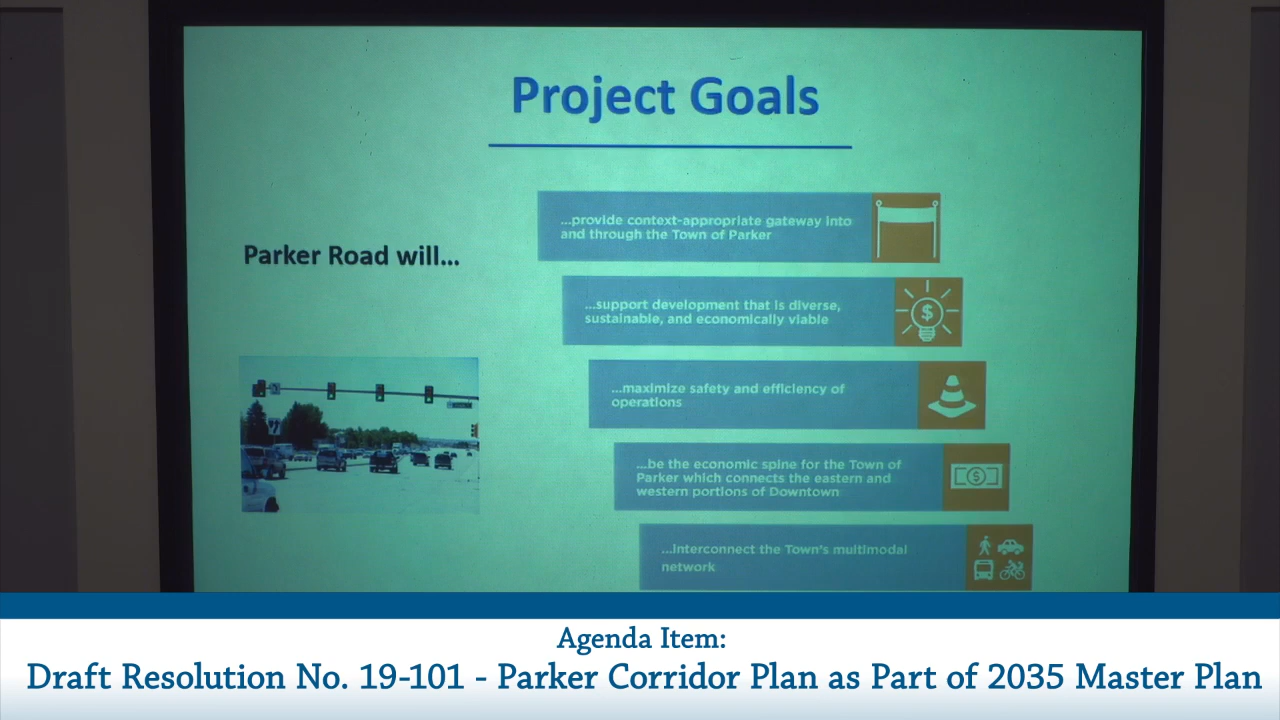 Project Goals
Parker Road will...
...provide context-appropriate gateway into
and through the Town of Parker
...support development that is diverse,
sustainable, and economically viable
...maximize safety and efficiency of
operations
...be the economic spine for the Town of
Parker which connects the eastern and
western portions of Downtown
...interconnect the Town's multimodal
network
Agenda Item:
Draft Resolution No. 19-101 - Parker Corridor Plan as Part of 2035 Master Plan